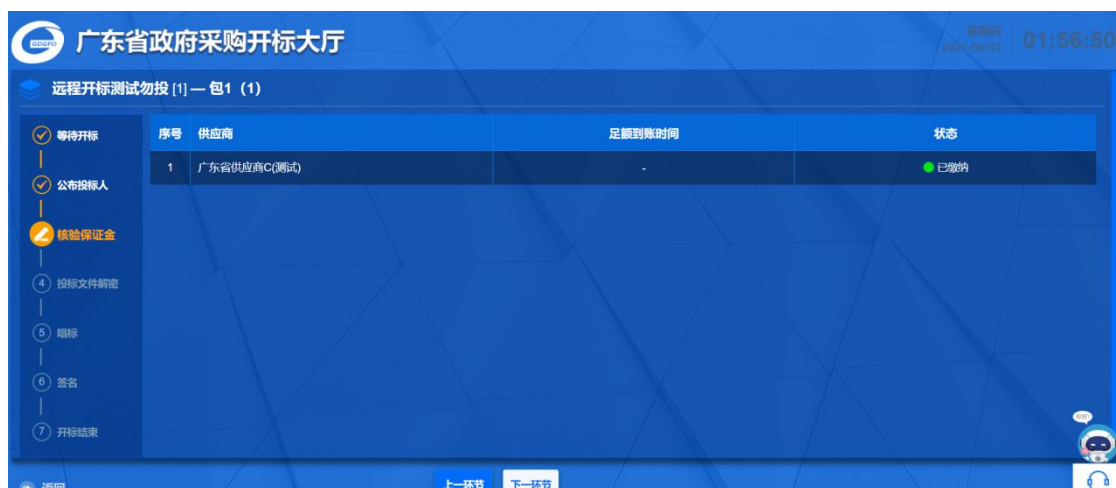 GDGPO 广东省政府采购开标大厅
01:56:50
远程开标测试勿投 [1] — 包1 (1)
等待开标
公布投标人
核验保证金
4 投标文件解密
5 唱标
6 签名
7 开标结束
序号 供应商 足额到账时间 状态
1 广东省供应商C(测试) - 已缴纳
返回
上一环节 下一环节